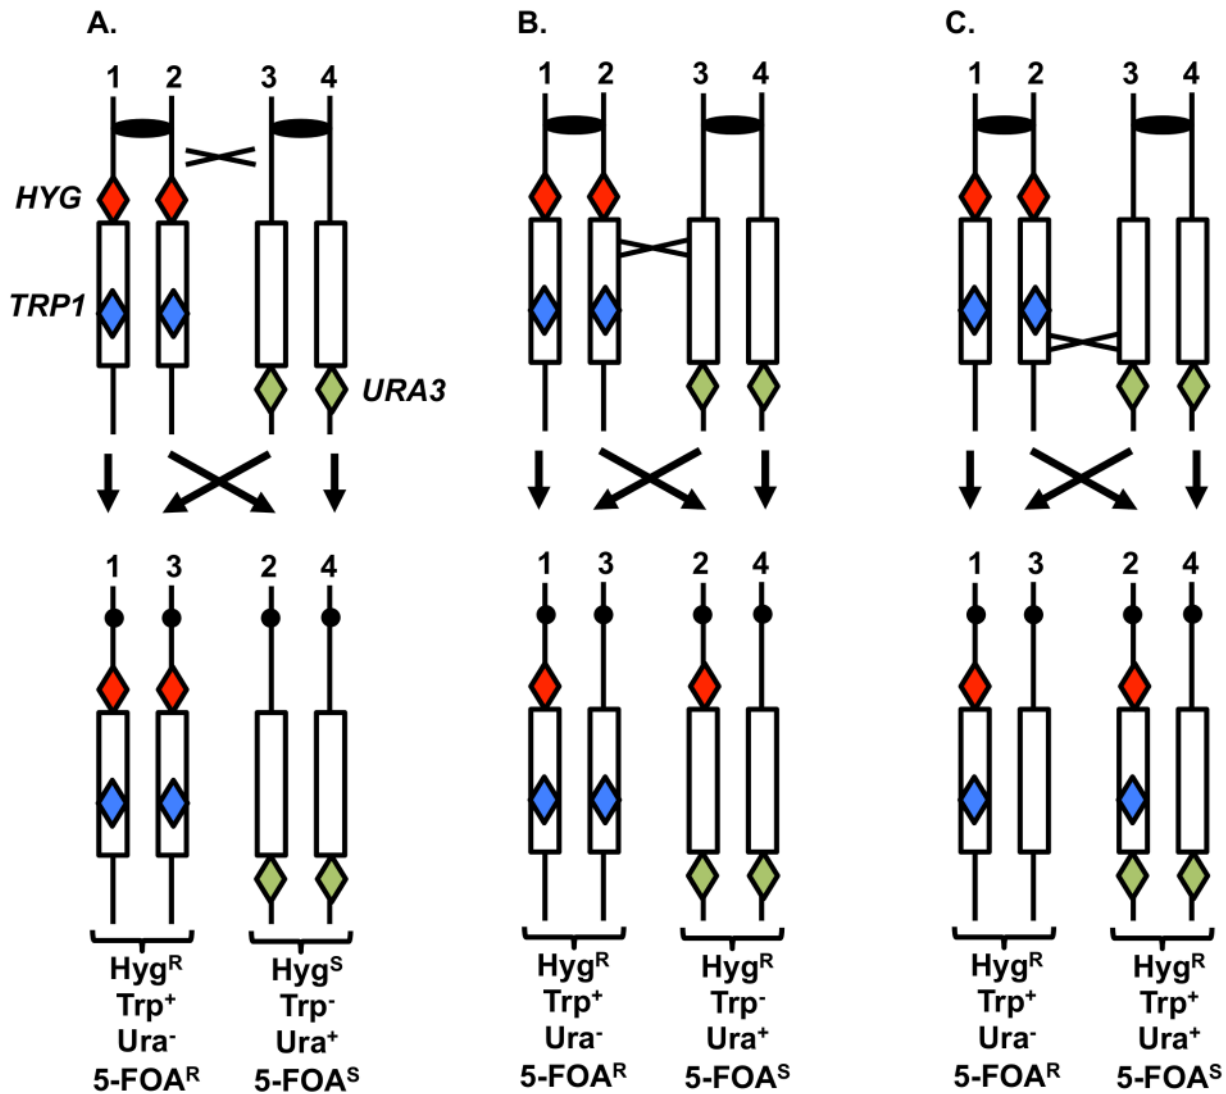 A.
B.
C.
1 2 3 4
1 2 3 4
1 2 3 4
HYG
TRP1
URA3
1 3 2 4
1 3 2 4
1 3 2 4
Hygᴿ
Trp⁺
Ura⁻
5-FOAᴿ
Hygˢ
Trp⁻
Ura⁺
5-FOAˢ
Hygᴿ
Trp⁺
Ura⁻
5-FOAᴿ
Hygᴿ
Trp⁻
Ura⁺
5-FOAˢ
Hygᴿ
Trp⁺
Ura⁻
5-FOAᴿ
Hygᴿ
Trp⁺
Ura⁺
5-FOAˢ